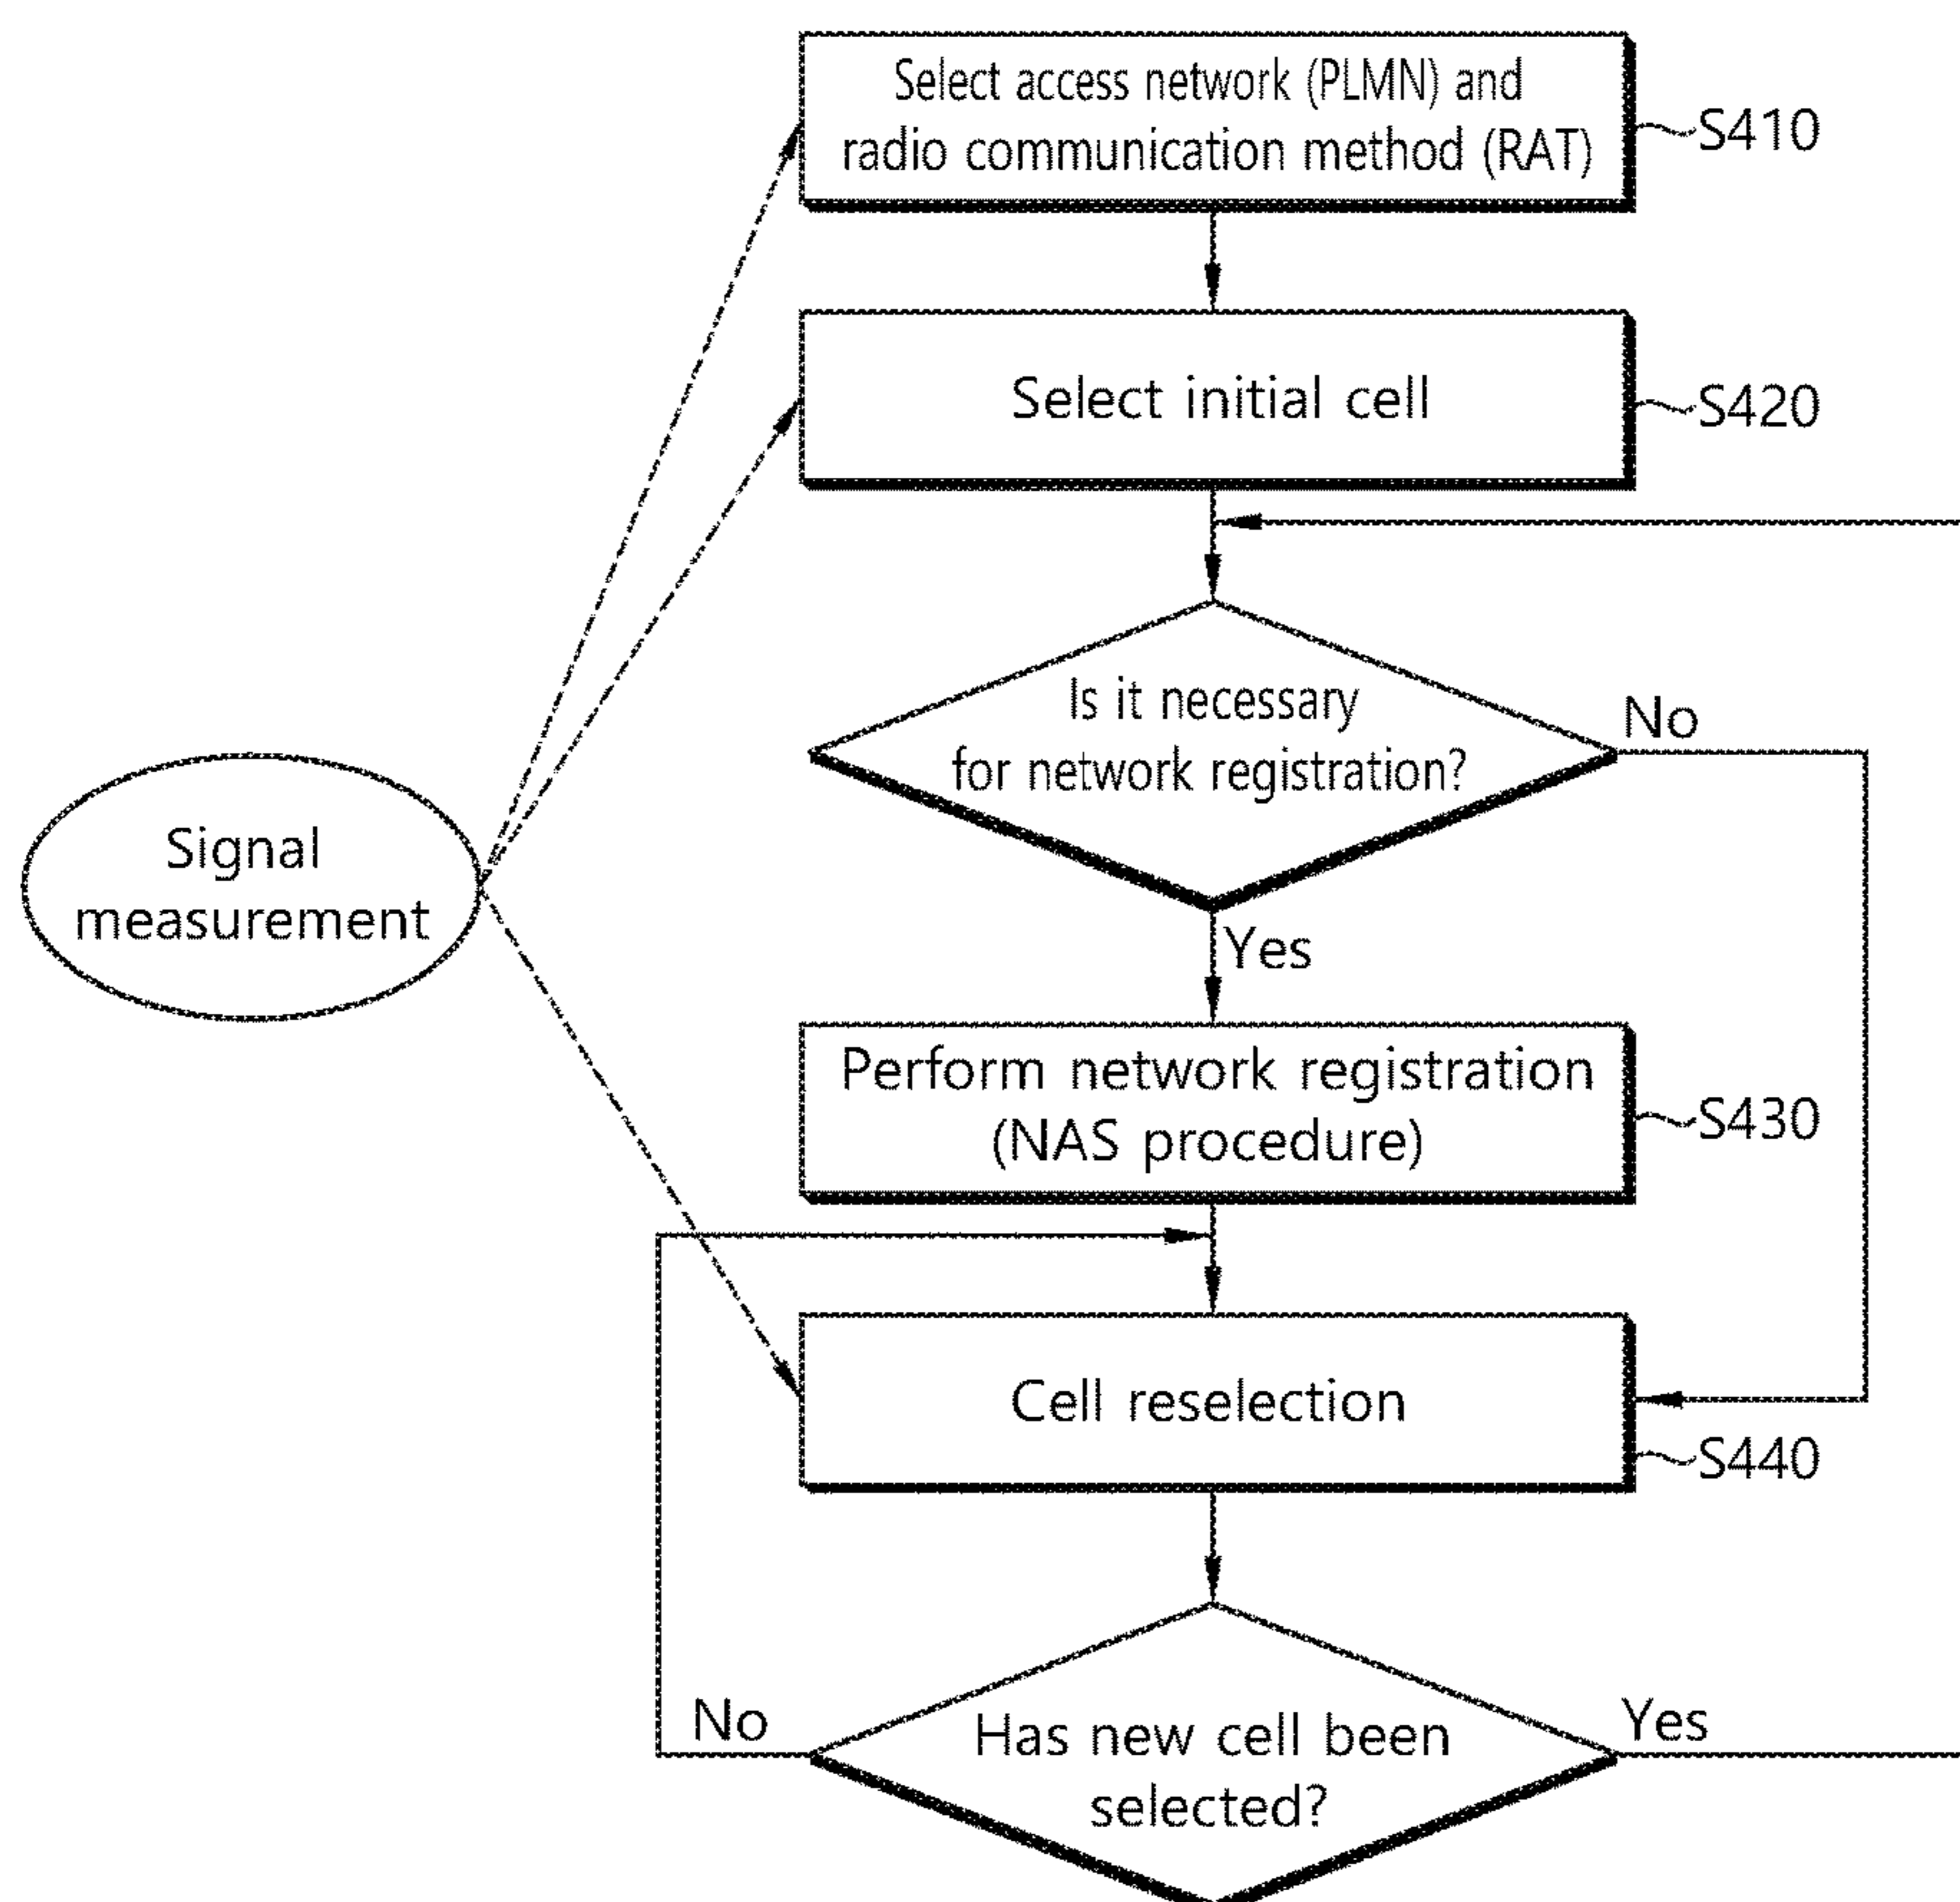 Select access network (PLMN) and
radio communication method (RAT)
S410
Select initial cell
S420
Is it necessary
for network registration?
No
Yes
Signal
measurement
Perform network registration
(NAS procedure)
S430
Cell reselection
S440
No
Has new cell been
selected?
Yes